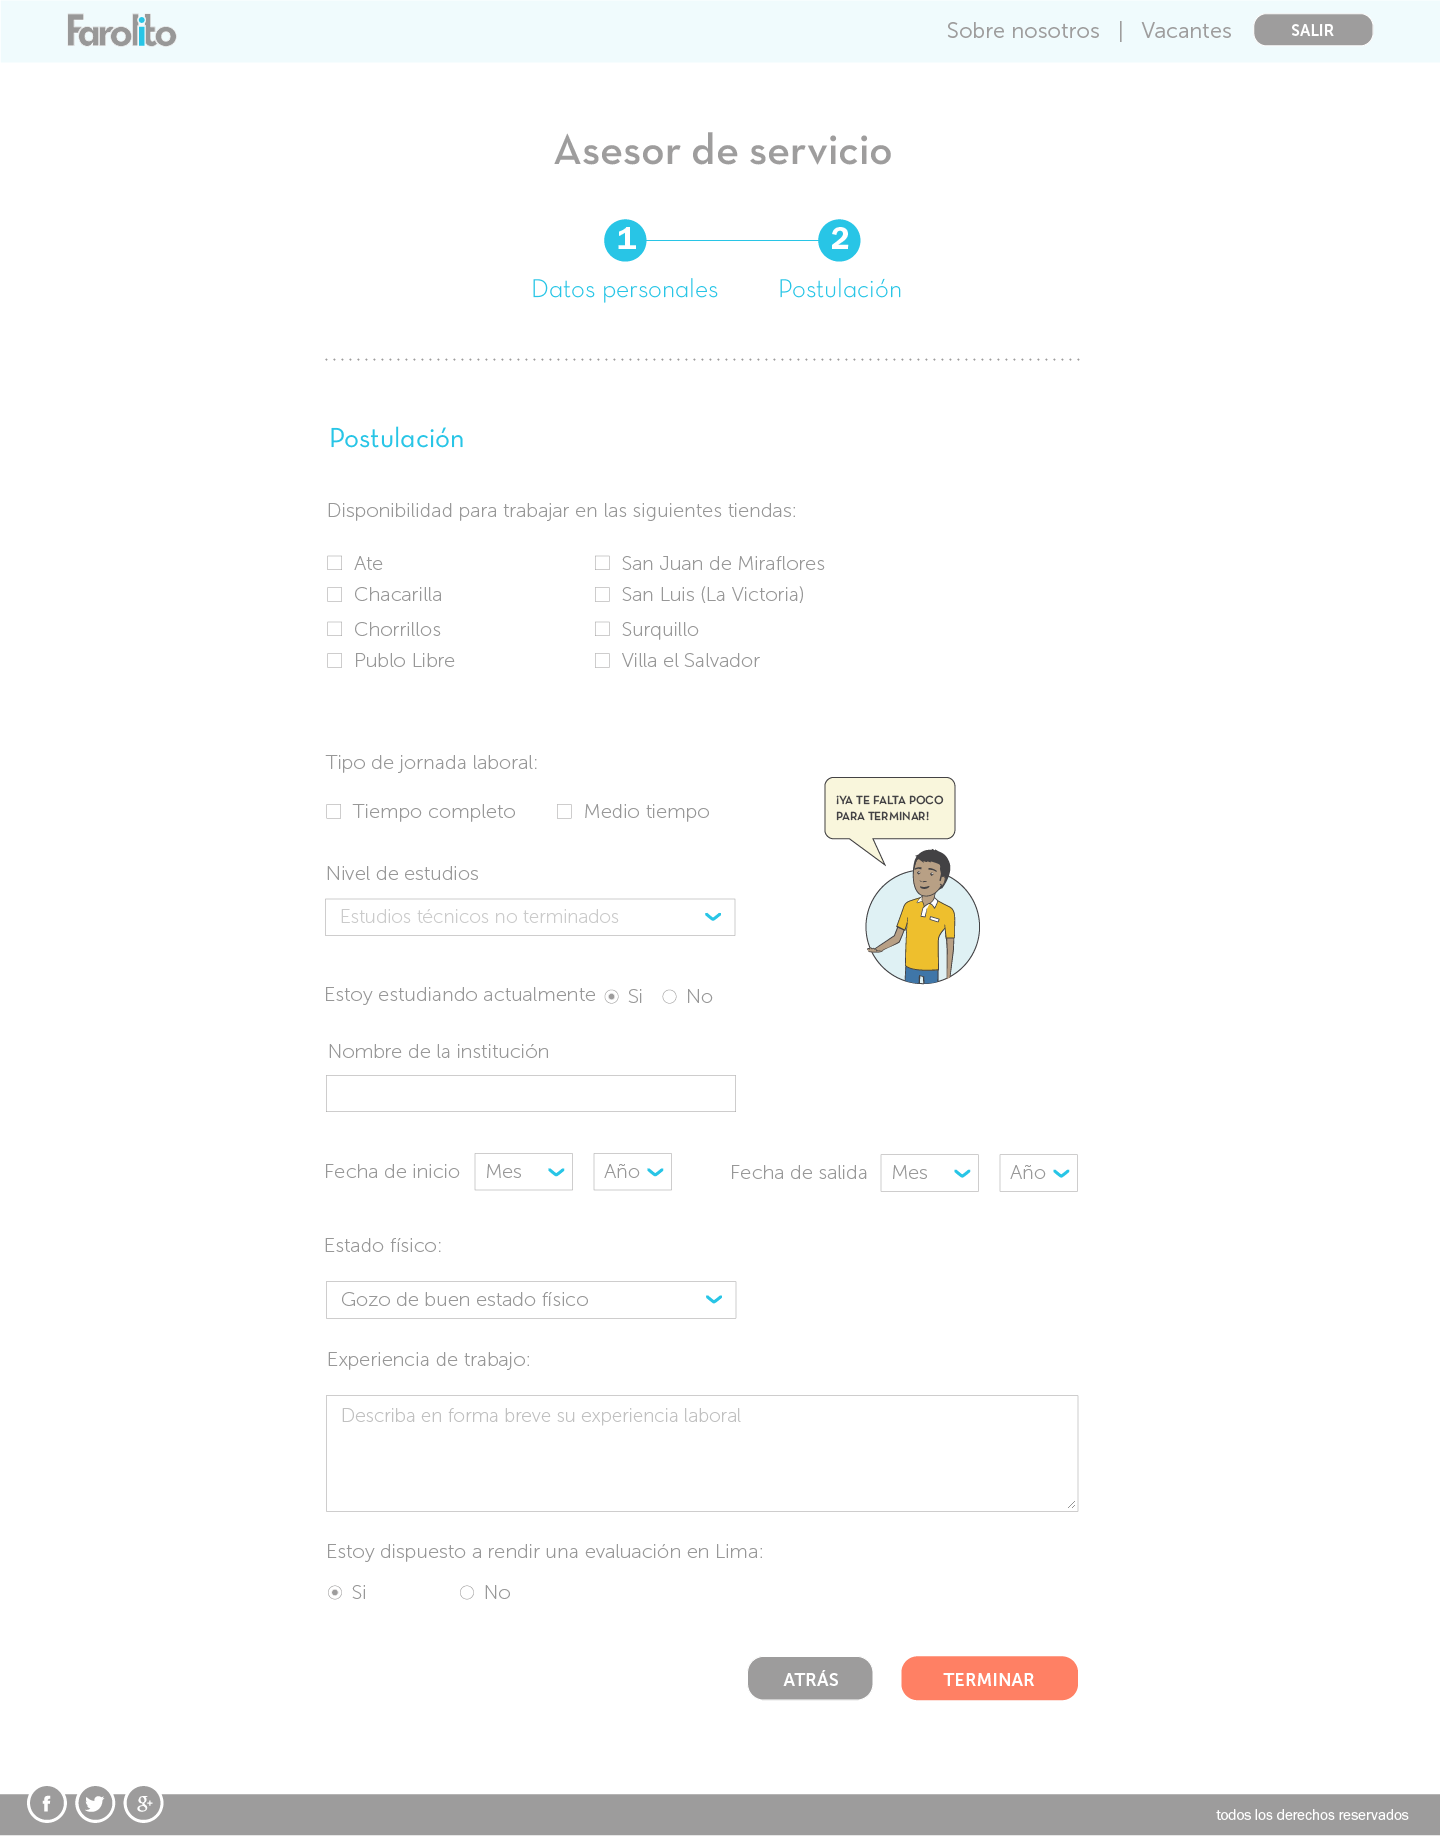 Farolito
Sobre nosotros | Vacantes SALIR
Asesor de servicio
1 2
Datos personales Postulación
Postulación
Disponibilidad para trabajar en las siguientes tiendas:
Ate San Juan de Miraflores
Chacarilla San Luis (La Victoria)
Chorrillos Surquillo
Publo Libre Villa el Salvador
Tipo de jornada laboral:
Tiempo completo Medio tiempo
¡YA TE FALTA POCO
PARA TERMINAR!
Nivel de estudios
Estudios técnicos no terminados
Estoy estudiando actualmente Si No
Nombre de la institución
Fecha de inicio Mes Año Fecha de salida Mes Año
Estado físico:
Gozo de buen estado físico
Experiencia de trabajo:
Describa en forma breve su experiencia laboral
Estoy dispuesto a rendir una evaluación en Lima:
Si No
ATRÁS TERMINAR
f g+ todos los derechos reservados